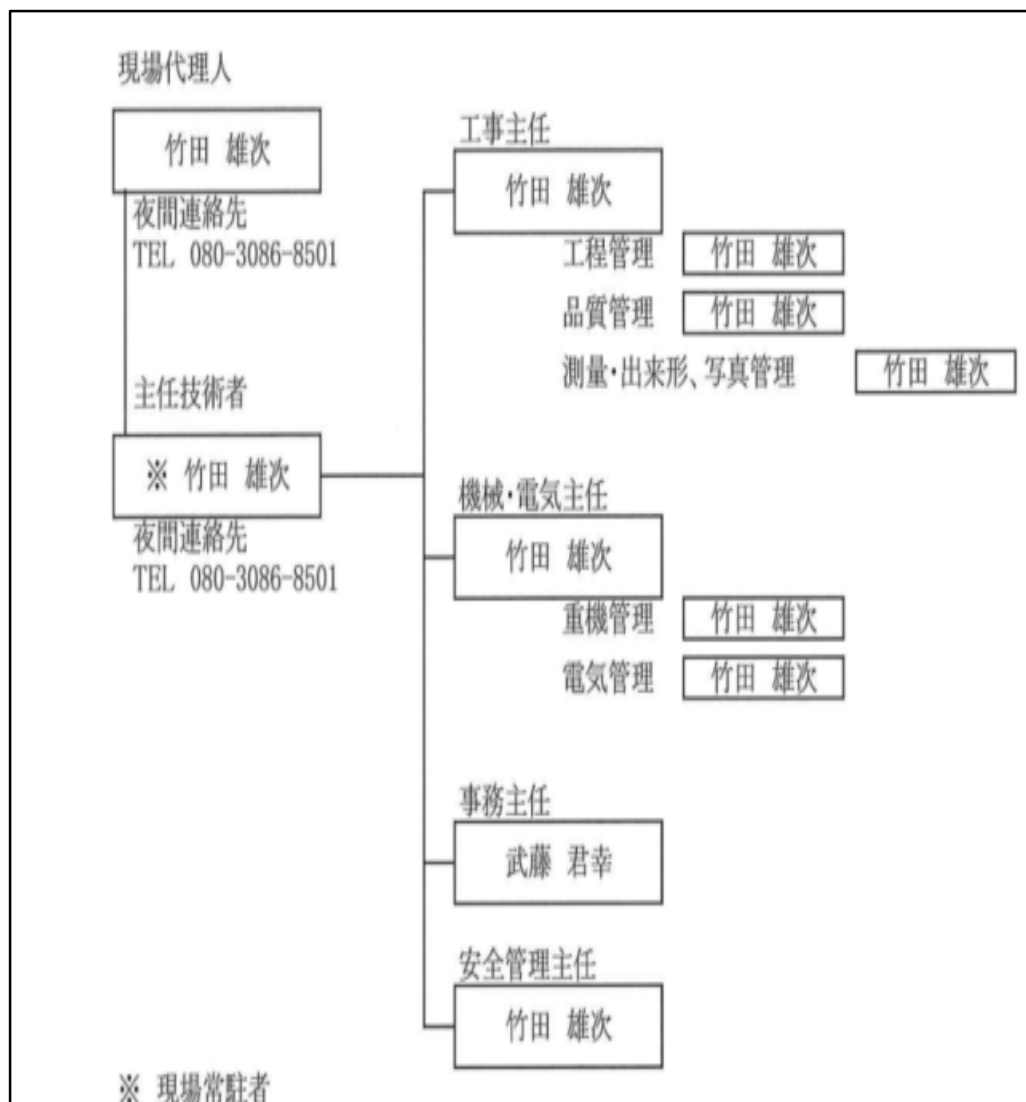 現場代理人
竹田 雄次
夜間連絡先
TEL 080-3086-8501
主任技術者
※ 竹田 雄次
夜間連絡先
TEL 080-3086-8501
工事主任
竹田 雄次
工程管理 竹田 雄次
品質管理 竹田 雄次
測量・出来形、写真管理 竹田 雄次
機械・電気主任
竹田 雄次
重機管理 竹田 雄次
電気管理 竹田 雄次
事務主任
武藤 君幸
安全管理主任
竹田 雄次
※ 現場常駐者